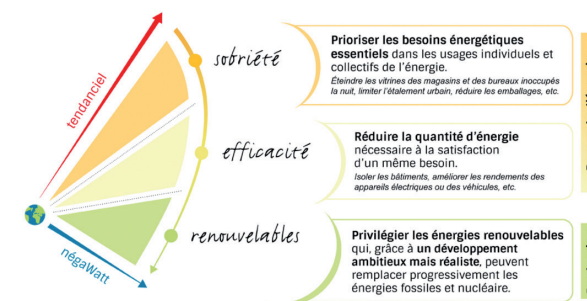 tendanciel
sobriété
Prioriser les besoins énergétiques
essentiels dans les usages individuels et
collectifs de l'énergie.
Éteindre les vitrines des magasins et des bureaux inoccupés
la nuit, limiter l'étalement urbain, réduire les emballages, etc.
efficacité
Réduire la quantité d'énergie
nécessaire à la satisfaction
d'un même besoin.
Isoler les bâtiments, améliorer les rendements des
appareils électriques ou des véhicules, etc.
renouvelables
négaWatt
Privilégier les énergies renouvelables
qui, grâce à un développement
ambitieux mais réaliste, peuvent
remplacer progressivement les
énergies fossiles et nucléaire.